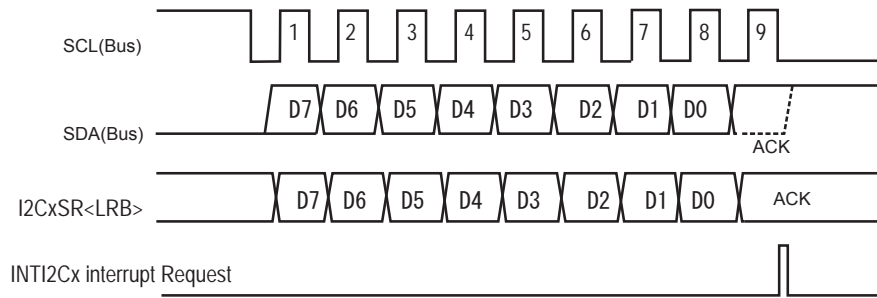 SCL(Bus) 1 2 3 4 5 6 7 8 9
SDA(Bus) D7 D6 D5 D4 D3 D2 D1 D0
ACK
I2CxSR<LRB> D7 D6 D5 D4 D3 D2 D1 D0 ACK
INTI2Cx interrupt Request